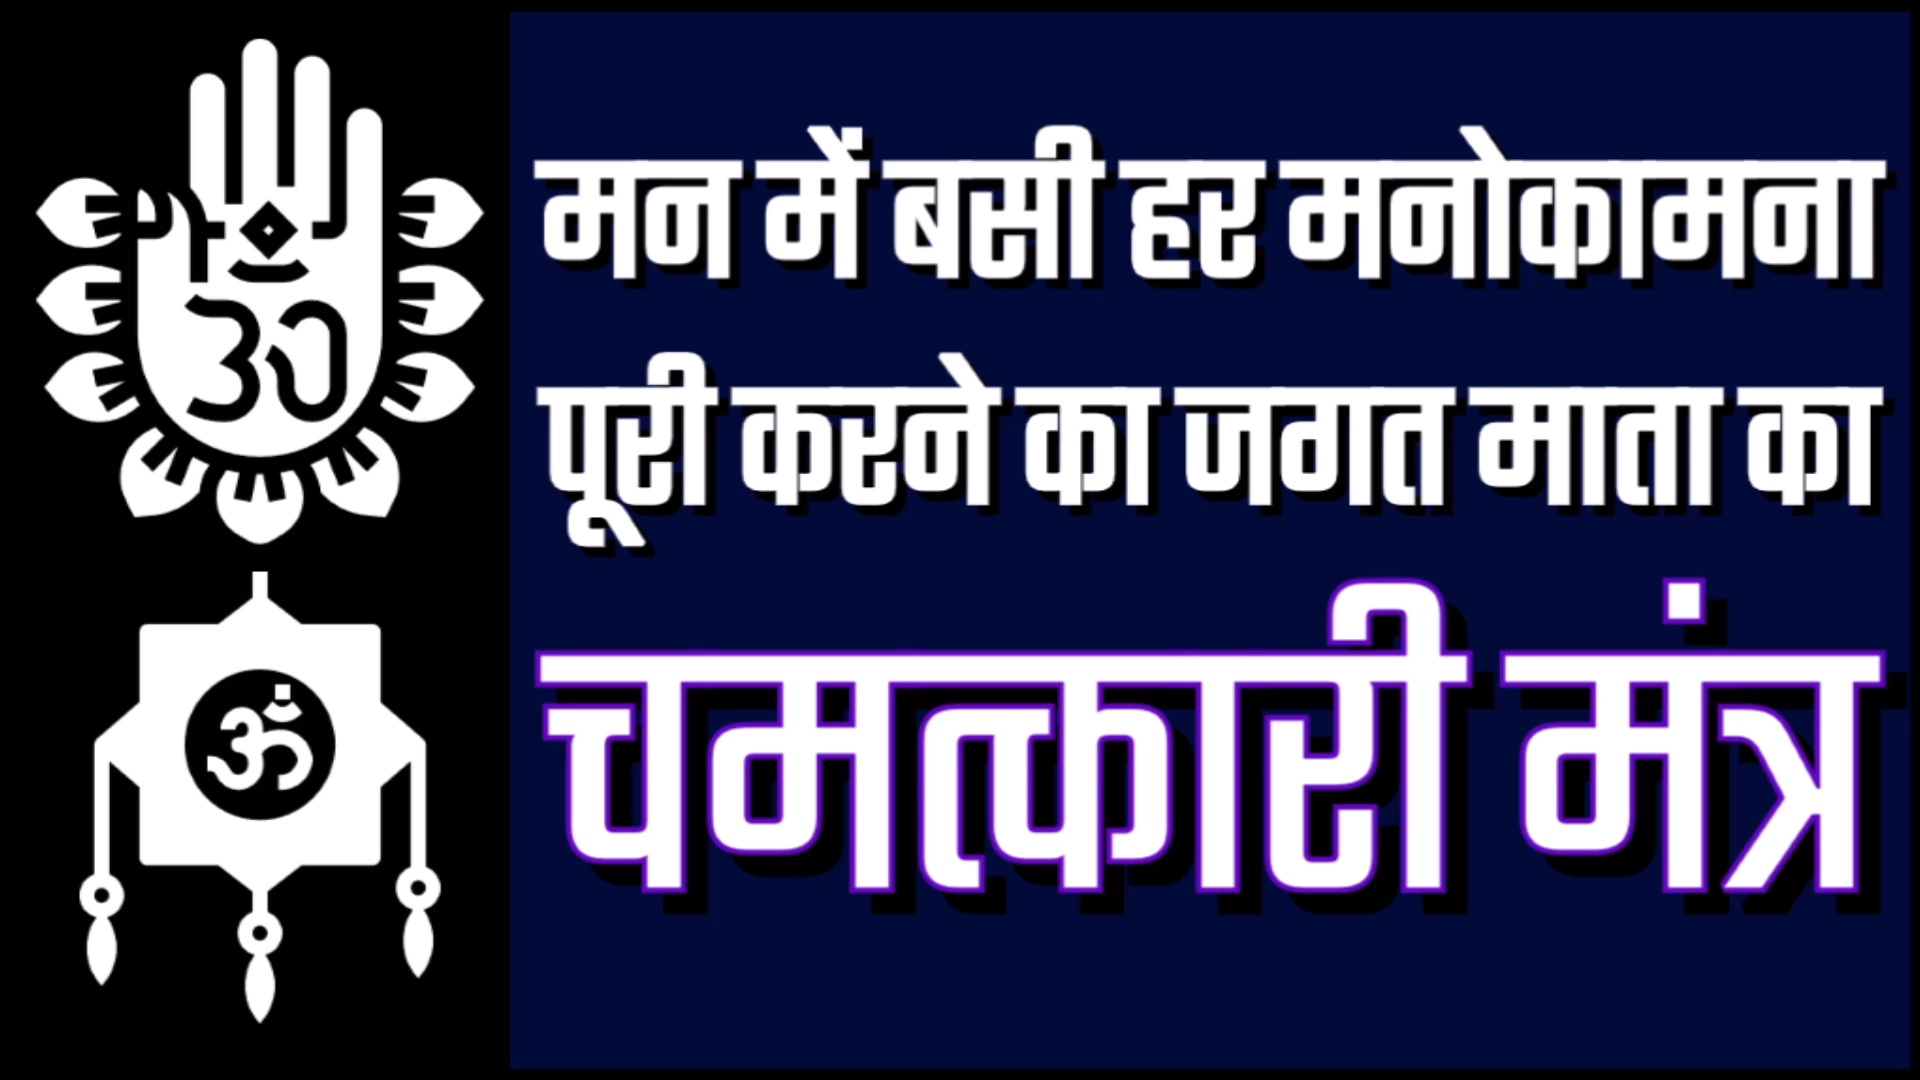 मन में बसी हर मनोकामना
पूरी करने का जगत माता का
चमत्कारी मंत्र
ॐ
ॐ